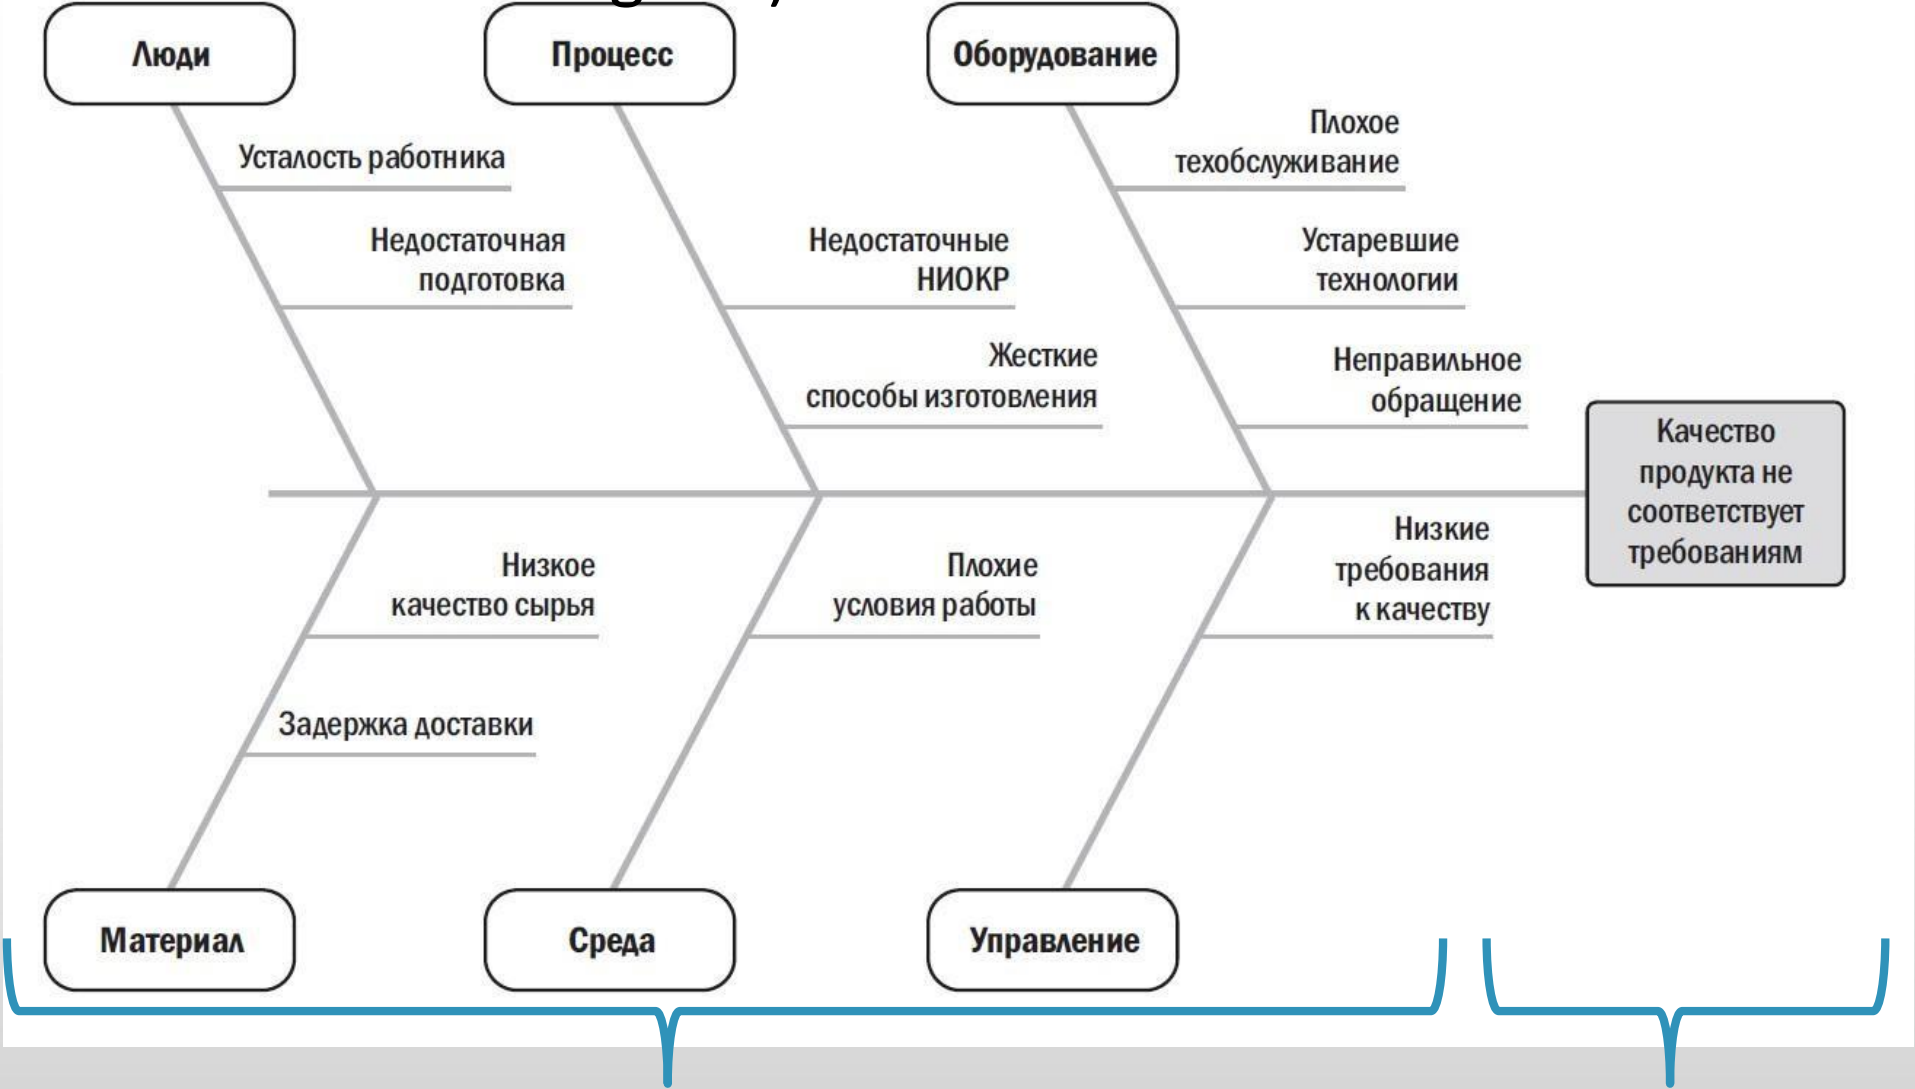 Люди
Процесс
Оборудование
Усталость работника
Недостаточная
подготовка
Недостаточные
НИОКР
Жесткие
способы изготовления
Плохое
техобслуживание
Устаревшие
технологии
Неправильное
обращение
Качество
продукта не
соответствует
требованиям
Низкое
качество сырья
Задержка доставки
Плохие
условия работы
Низкие
требования
к качеству
Материал
Среда
Управление